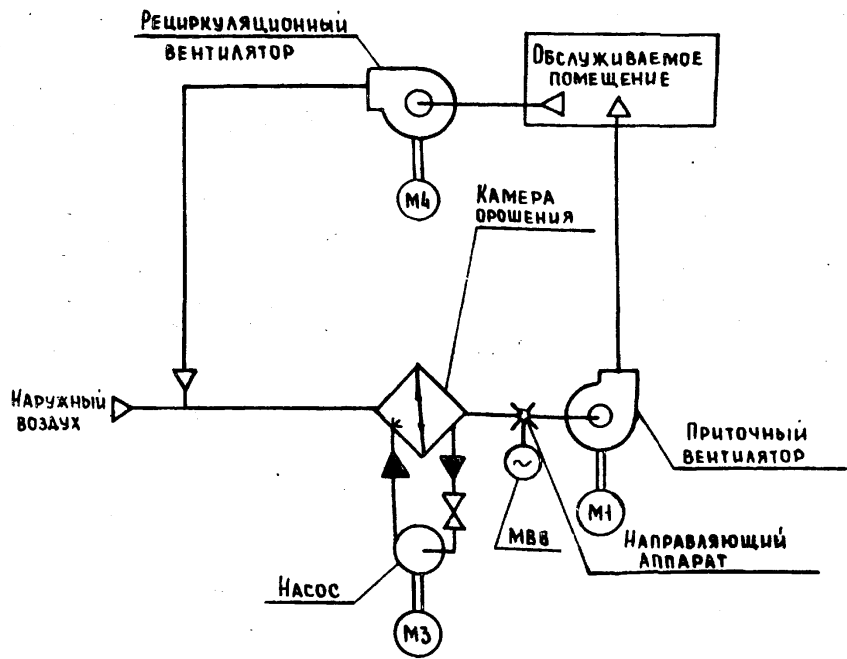 Рециркуляционный
вентилятор
Обслуживаемое
помещение
М4
Камера
орошения
Наружный
воздух
Приточный
вентилятор
М1
МВВ
Направляющий
аппарат
Насос
М3